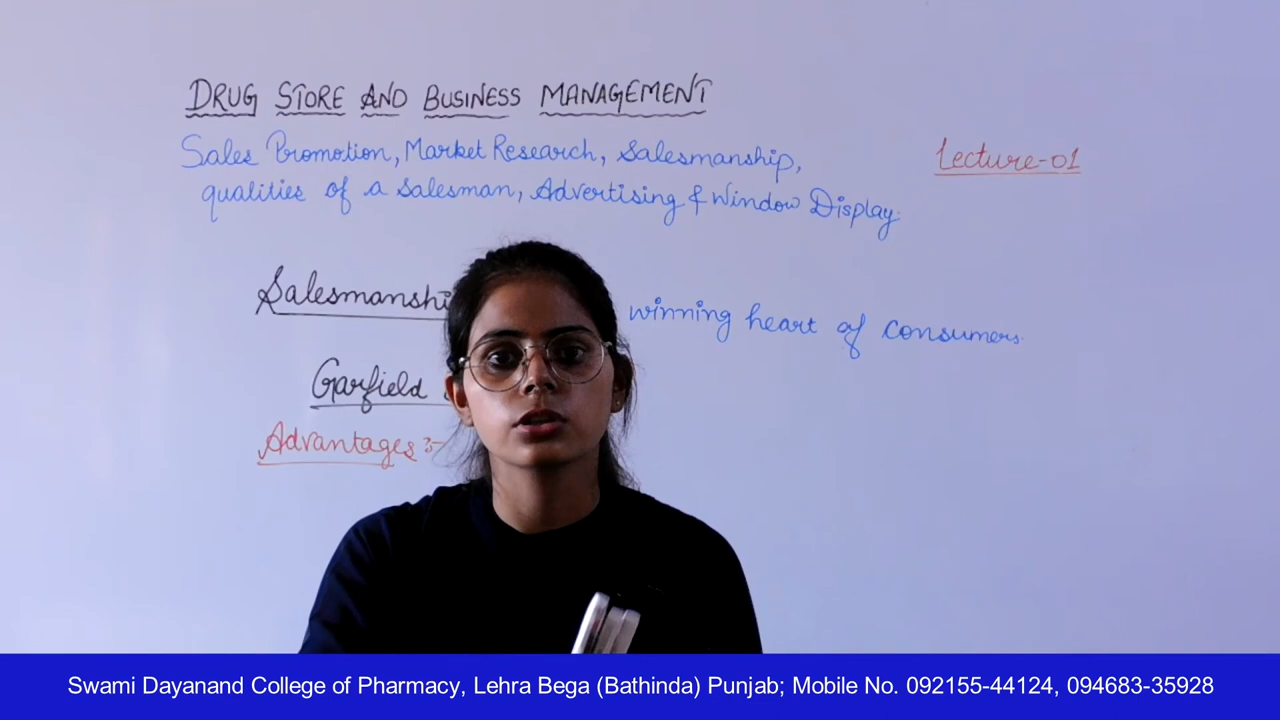 DRUG STORE AND BUSINESS MANAGEMENT
Sales Promotion, Market Research, Salesmanship,
qualities of a salesman, Advertising & Window Display.
Lecture-01
Salesmanshi
winning heart of consumers.
Garfield
Advantages :-
Swami Dayanand College of Pharmacy, Lehra Bega (Bathinda) Punjab; Mobile No. 092155-44124, 094683-35928